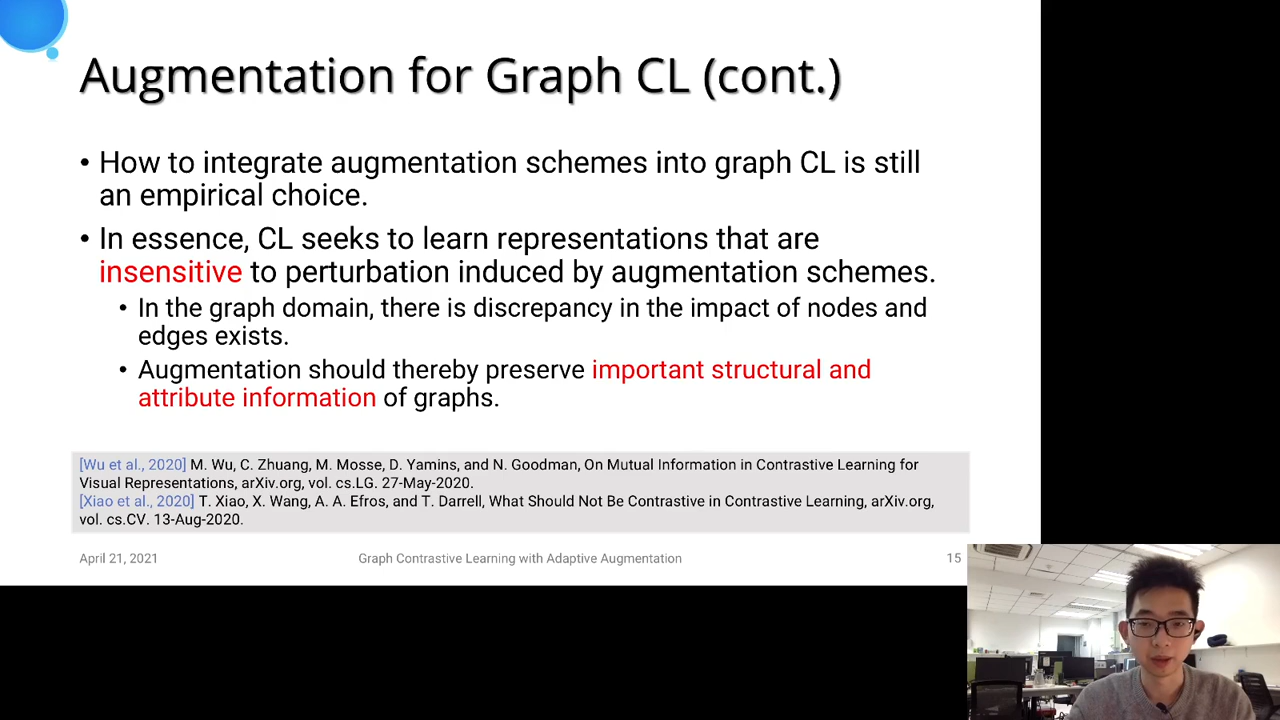 Augmentation for Graph CL (cont.)
• How to integrate augmentation schemes into graph CL is still
an empirical choice.
• In essence, CL seeks to learn representations that are
insensitive to perturbation induced by augmentation schemes.
• In the graph domain, there is discrepancy in the impact of nodes and
edges exists.
• Augmentation should thereby preserve important structural and
attribute information of graphs.
[Wu et al., 2020] M. Wu, C. Zhuang, M. Mosse, D. Yamins, and N. Goodman, On Mutual Information in Contrastive Learning for
Visual Representations, arXiv.org, vol. cs.LG. 27-May-2020.
[Xiao et al., 2020] T. Xiao, X. Wang, A. A. Efros, and T. Darrell, What Should Not Be Contrastive in Contrastive Learning, arXiv.org,
vol. cs.CV. 13-Aug-2020.
April 21, 2021
Graph Contrastive Learning with Adaptive Augmentation
15